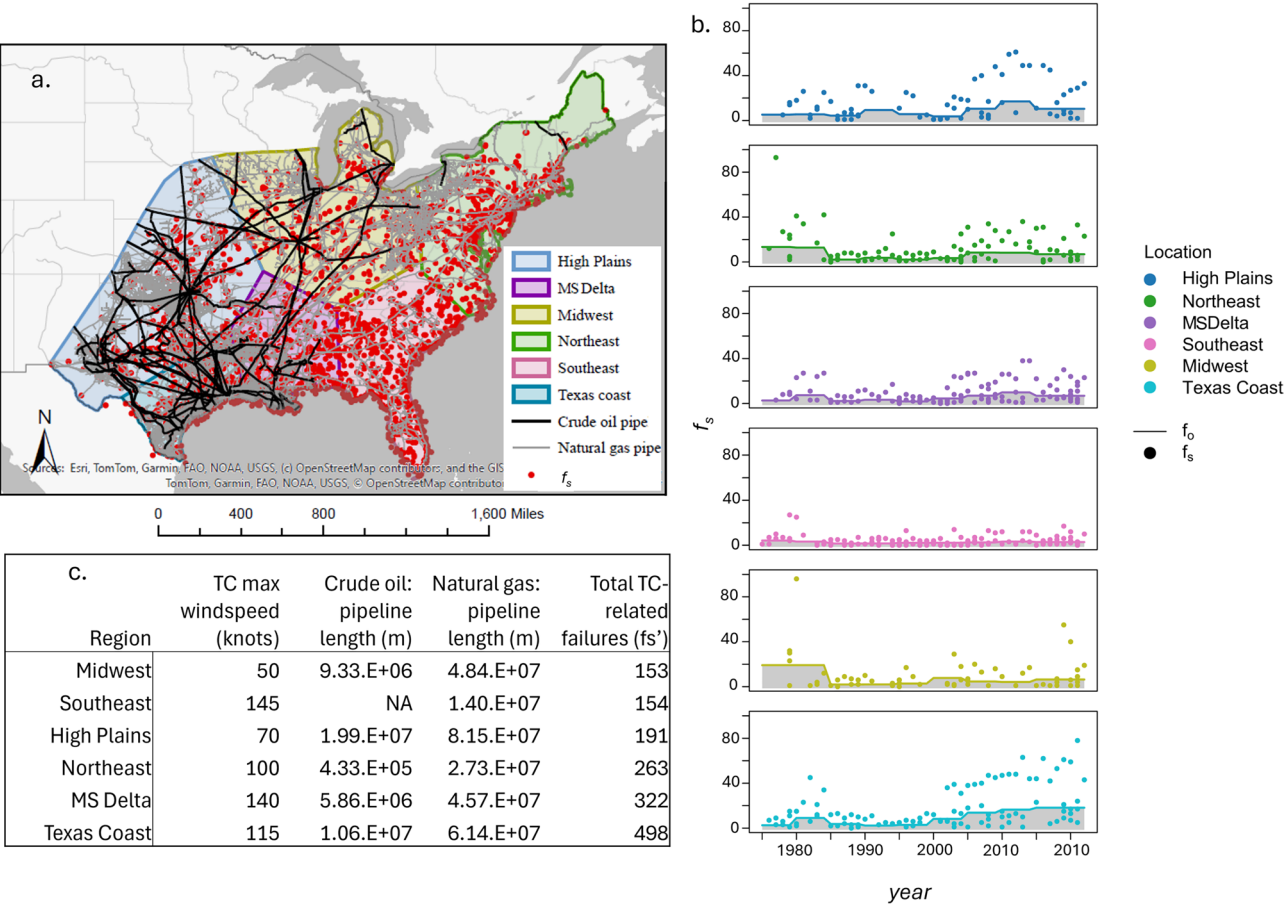 a.
High Plains
MS Delta
Midwest
Northeast
Southeast
Texas coast
Crude oil pipe
Natural gas pipe
fs
N
Sources: Esri, TomTom, Garmin, FAO, NOAA, USGS, (c) OpenStreetMap contributors, and the GIS
TomTom, Garmin, FAO, NOAA, USGS, © OpenStreetMap contributor
0 400 800 1,600 Miles
b.
80
40
0
80
40
0
80
40
0
80
40
0
80
40
0
80
40
0
fs
1980 1990 2000 2010 2010
year
Location
High Plains
Northeast
MSDelta
Southeast
Midwest
Texas Coast
fo
fs
c.
Region TC max windspeed (knots) Crude oil: pipeline length (m) Natural gas: pipeline length (m) Total TC-related failures (fs’)
Midwest 50 9.33.E+06 4.84.E+07 153
Southeast 145 NA 1.40.E+07 154
High Plains 70 1.99.E+07 8.15.E+07 191
Northeast 100 4.33.E+05 2.73.E+07 263
MS Delta 140 5.86.E+06 4.57.E+07 322
Texas Coast 115 1.06.E+07 6.14.E+07 498